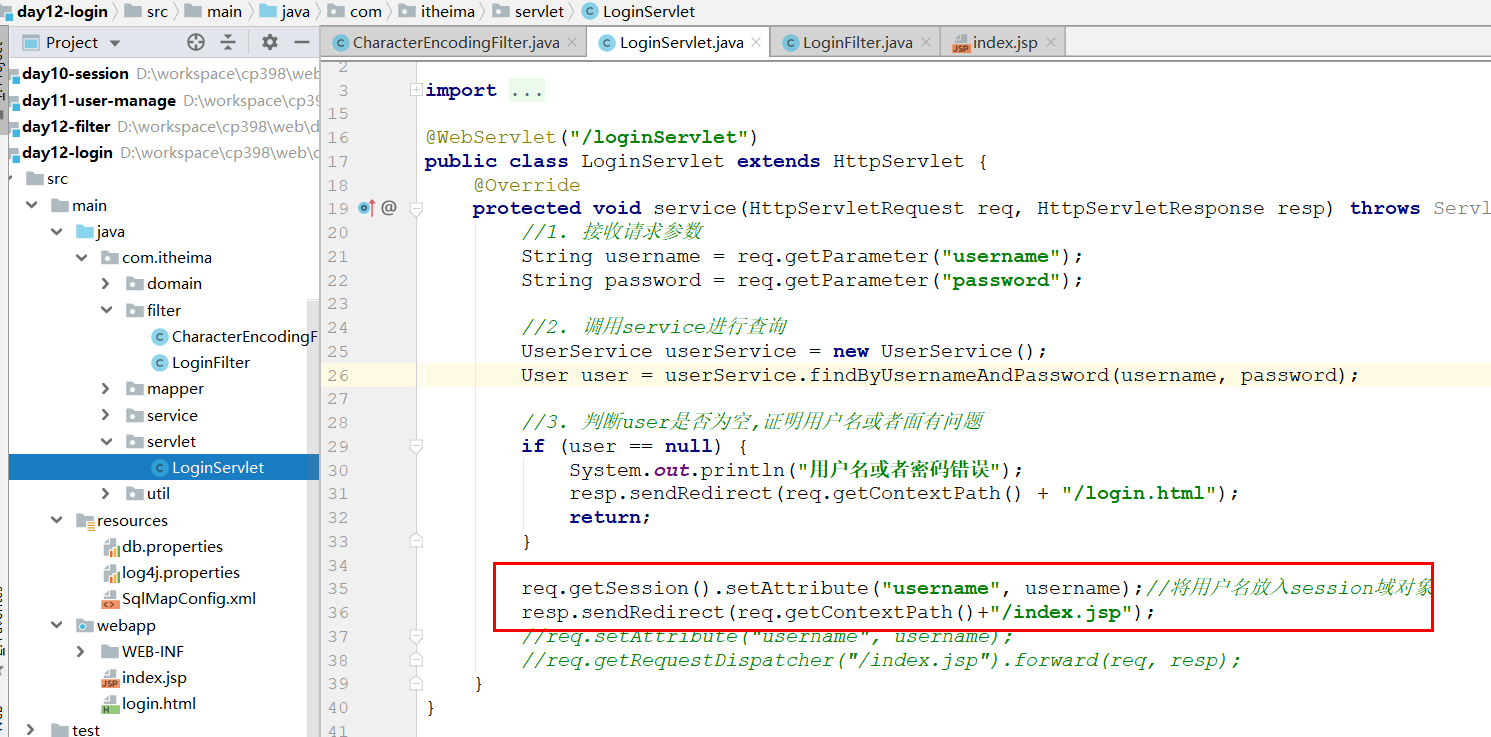 day12-login src main java com itheima servlet LoginServlet
Project
CharacterEncodingFilter.java LoginServlet.java LoginFilter.java index.jsp
day10-session D:\workspace\cp398\web
day11-user-manage D:\workspace\cp39
day12-filter D:\workspace\cp398\web\d
day12-login D:\workspace\cp398\web\d
src
main
java
com.itheima
domain
filter
CharacterEncodingF
LoginFilter
mapper
service
servlet
LoginServlet
util
resources
db.properties
log4j.properties
SqlMapConfig.xml
webapp
WEB-INF
index.jsp
login.html
test
2
3 import ...
15
16 @WebServlet("/loginServlet")
17 public class LoginServlet extends HttpServlet {
18 @Override
19 @ protected void service(HttpServletRequest req, HttpServletResponse resp) throws Servl
20 //1. 接收请求参数
21 String username = req.getParameter("username");
22 String password = req.getParameter("password");
23
24 //2. 调用service进行查询
25 UserService userService = new UserService();
26 User user = userService.findByUsernameAndPassword(username, password);
27
28 //3. 判断user是否为空,证明用户名或者面有问题
29 if (user == null) {
30 System.out.println("用户名或者密码错误");
31 resp.sendRedirect(req.getContextPath() + "/login.html");
32 return;
33 }
34
35 req.getSession().setAttribute("username", username);//将用户名放入session域对象
36 resp.sendRedirect(req.getContextPath()+"/index.jsp");
37 //req.setAttribute("username", username);
38 //req.getRequestDispatcher("/index.jsp").forward(req, resp);
39 }
40 }
41